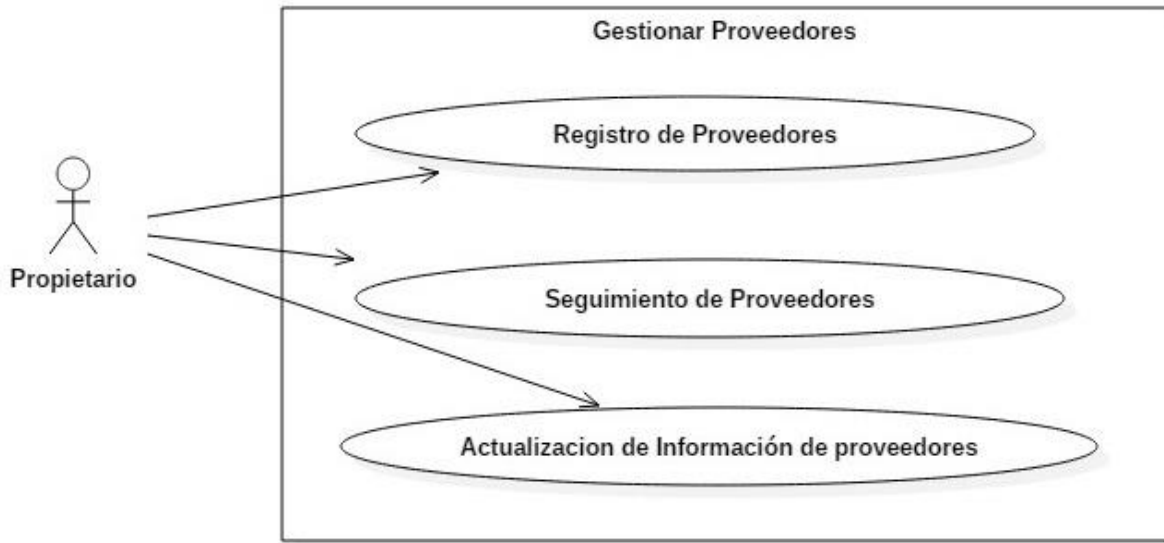 Gestionar Proveedores
Registro de Proveedores
Propietario
Seguimiento de Proveedores
Actualizacion de Información de proveedores